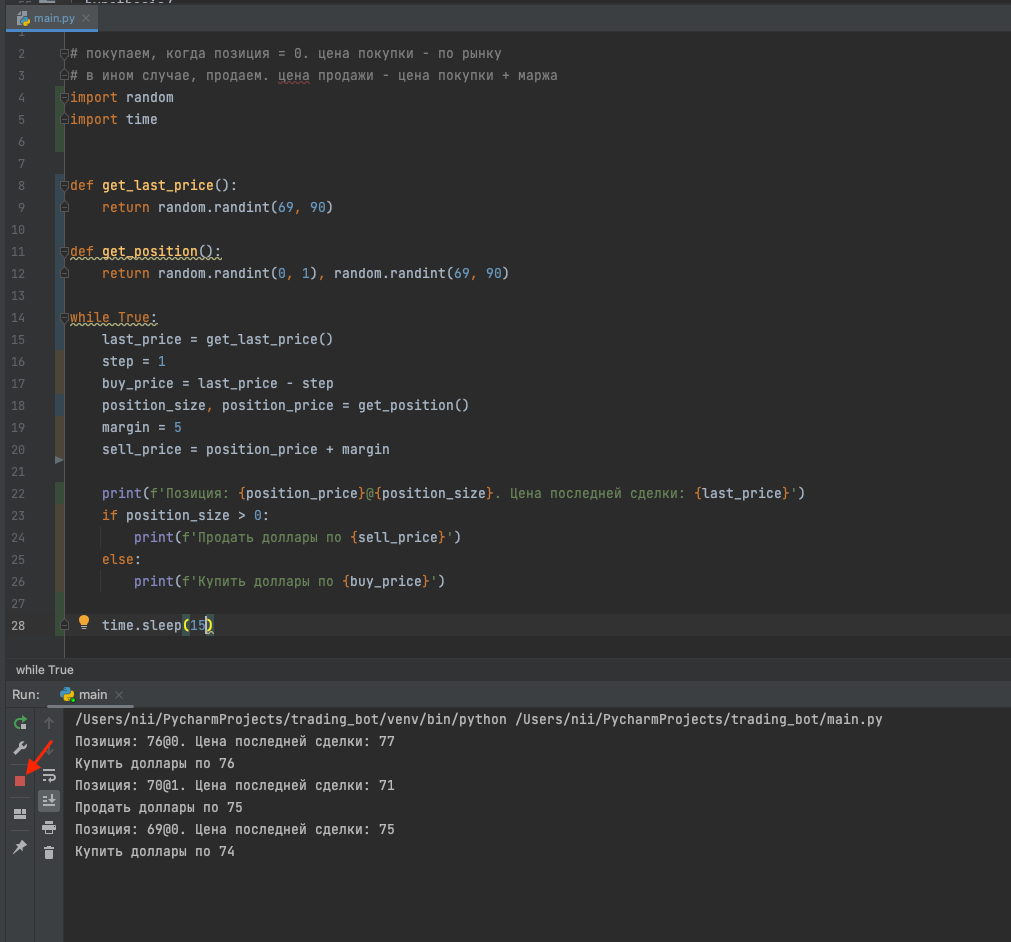 main.py
1
2 # покупаем, когда позиция = 0. цена покупки - по рынку
3 # в ином случае, продаем. цена продажи - цена покупки + маржа
4 import random
5 import time
6
7
8 def get_last_price():
9     return random.randint(69, 90)
10
11 def get_position():
12     return random.randint(0, 1), random.randint(69, 90)
13
14 while True:
15     last_price = get_last_price()
16     step = 1
17     buy_price = last_price - step
18     position_size, position_price = get_position()
19     margin = 5
20     sell_price = position_price + margin
21
22     print(f'Позиция: {position_price}@{position_size}. Цена последней сделки: {last_price}')
23     if position_size > 0:
24         print(f'Продать доллары по {sell_price}')
25     else:
26         print(f'Купить доллары по {buy_price}')
27
28     time.sleep(15)
while True
Run: main
/Users/nii/PycharmProjects/trading_bot/venv/bin/python /Users/nii/PycharmProjects/trading_bot/main.py
Позиция: 76@0. Цена последней сделки: 77
Купить доллары по 76
Позиция: 70@1. Цена последней сделки: 71
Продать доллары по 75
Позиция: 69@0. Цена последней сделки: 75
Купить доллары по 74